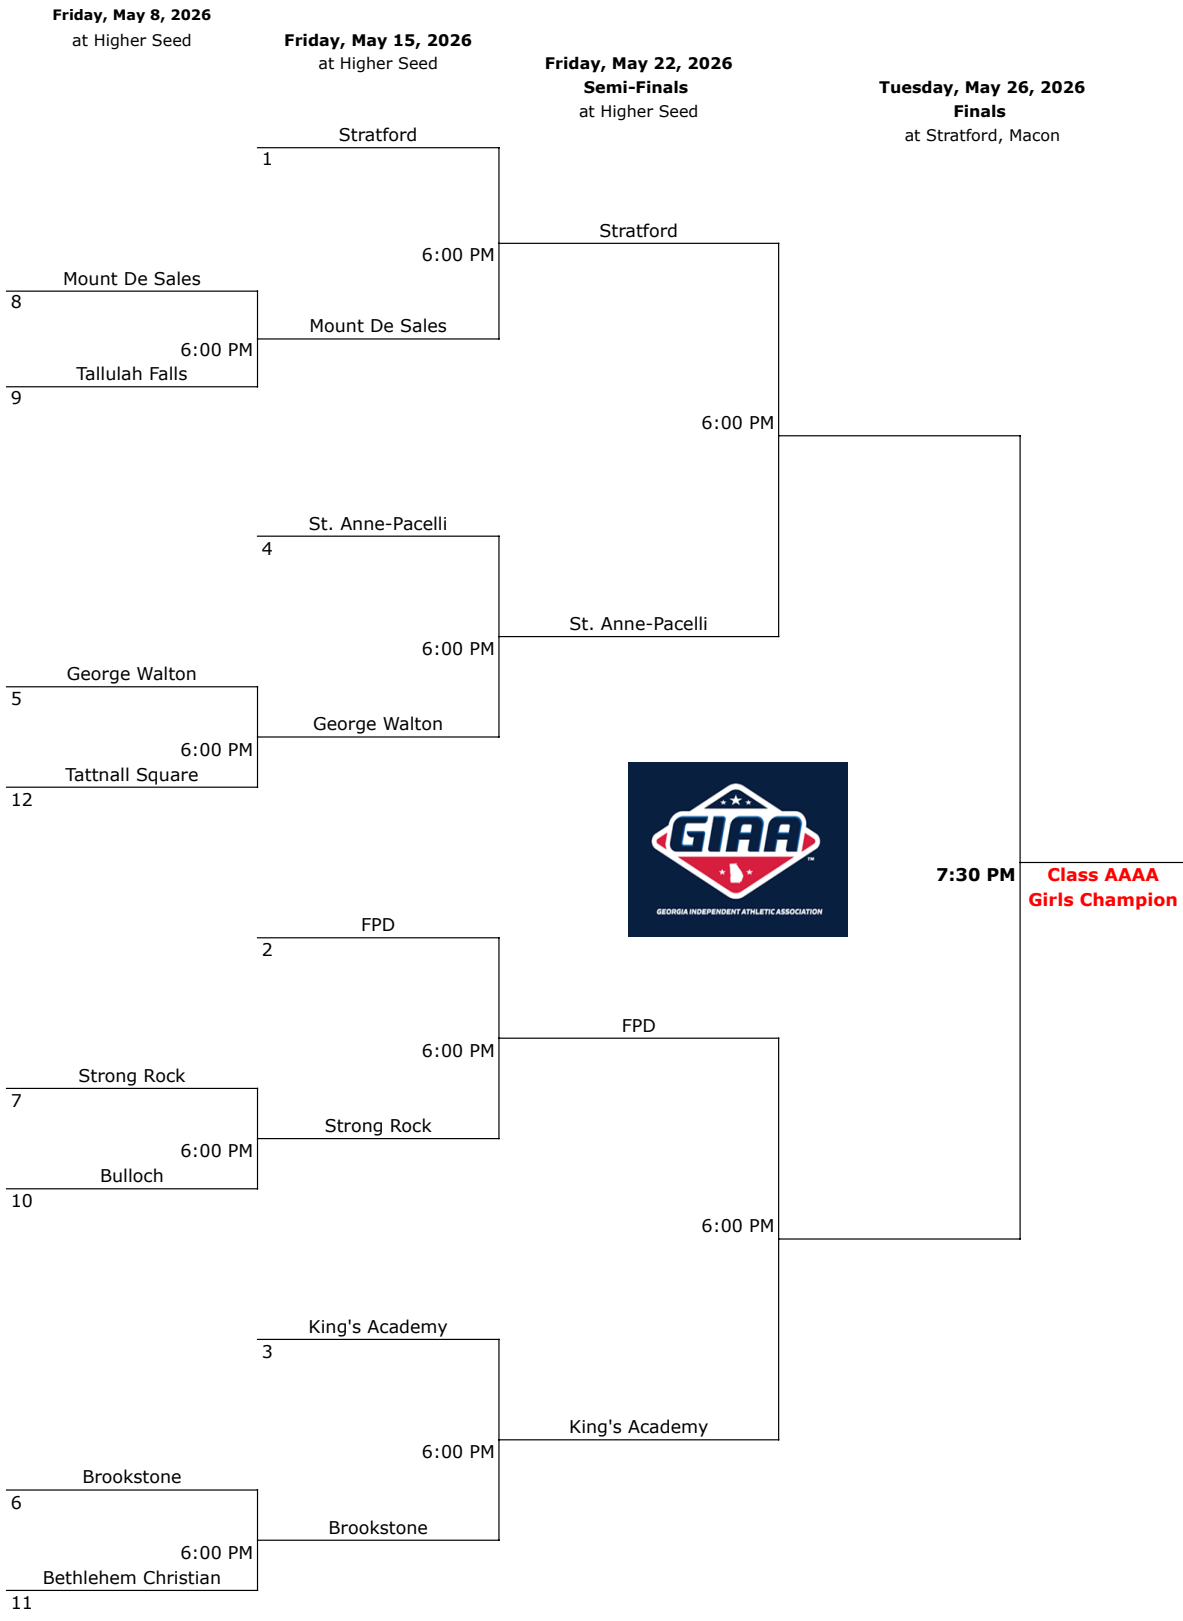 Friday, May 8, 2026
at Higher Seed
Friday, May 15, 2026
at Higher Seed
Friday, May 22, 2026
Semi-Finals
at Higher Seed
Tuesday, May 26, 2026
Finals
at Stratford, Macon
Stratford
1
Stratford
6:00 PM
Mount De Sales
8
Mount De Sales
6:00 PM
Tallulah Falls
9
6:00 PM
St. Anne-Pacelli
4
St. Anne-Pacelli
6:00 PM
George Walton
5
George Walton
6:00 PM
Tattnall Square
12
GIAA
TM
GEORGIA INDEPENDENT ATHLETIC ASSOCIATION
7:30 PM
Class AAAA
Girls Champion
FPD
2
FPD
6:00 PM
Strong Rock
7
Strong Rock
6:00 PM
Bulloch
10
6:00 PM
King's Academy
3
King's Academy
6:00 PM
Brookstone
6
Brookstone
6:00 PM
Bethlehem Christian
11